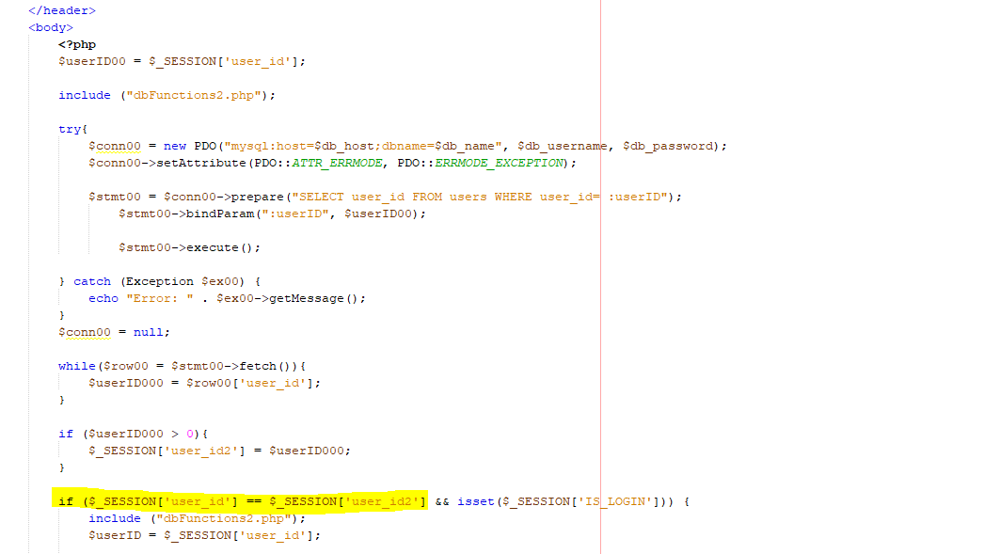 </header>
<body>
<?php
$userID00 = $_SESSION['user_id'];
include ("dbFunctions2.php");
try{
$conn00 = new PDO("mysql:host=$db_host;dbname=$db_name", $db_username, $db_password);
$conn00->setAttribute(PDO::ATTR_ERRMODE, PDO::ERRMODE_EXCEPTION);
$stmt00 = $conn00->prepare("SELECT user_id FROM users WHERE user_id= :userID");
$stmt00->bindParam(":userID", $userID00);
$stmt00->execute();
} catch (Exception $ex00) {
echo "Error: " . $ex00->getMessage();
}
$conn00 = null;
while($row00 = $stmt00->fetch()){
$userID000 = $row00['user_id'];
}
if ($userID000 > 0){
$_SESSION['user_id2'] = $userID000;
}
if ($_SESSION['user_id'] == $_SESSION['user_id2'] && isset($_SESSION['IS_LOGIN'])) {
include ("dbFunctions2.php");
$userID = $_SESSION['user_id'];